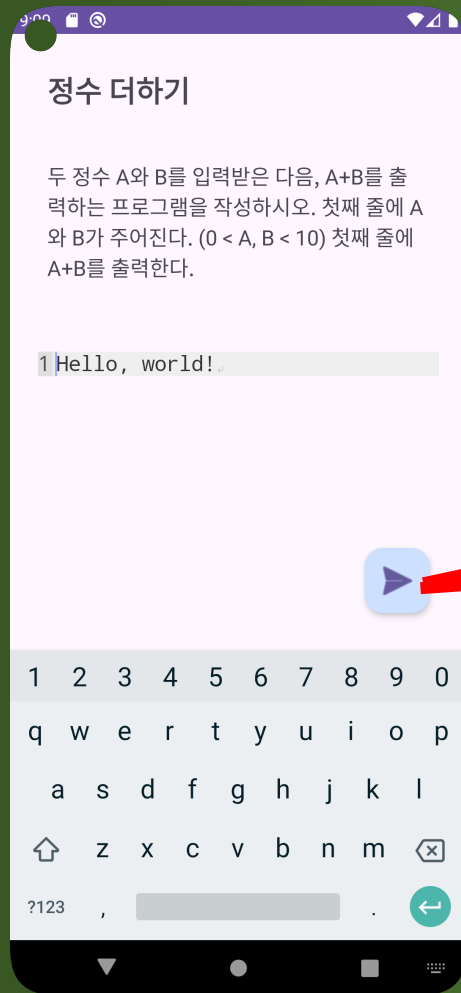 9:00
정수 더하기
두 정수 A와 B를 입력받은 다음, A+B를 출
력하는 프로그램을 작성하시오. 첫째 줄에 A
와 B가 주어진다. (0 < A, B < 10) 첫째 줄에
A+B를 출력한다.
1 Hello, world!
1 2 3 4 5 6 7 8 9 0
q w e r t y u i o p
a s d f g h j k l
z x c v b n m
?123 , .